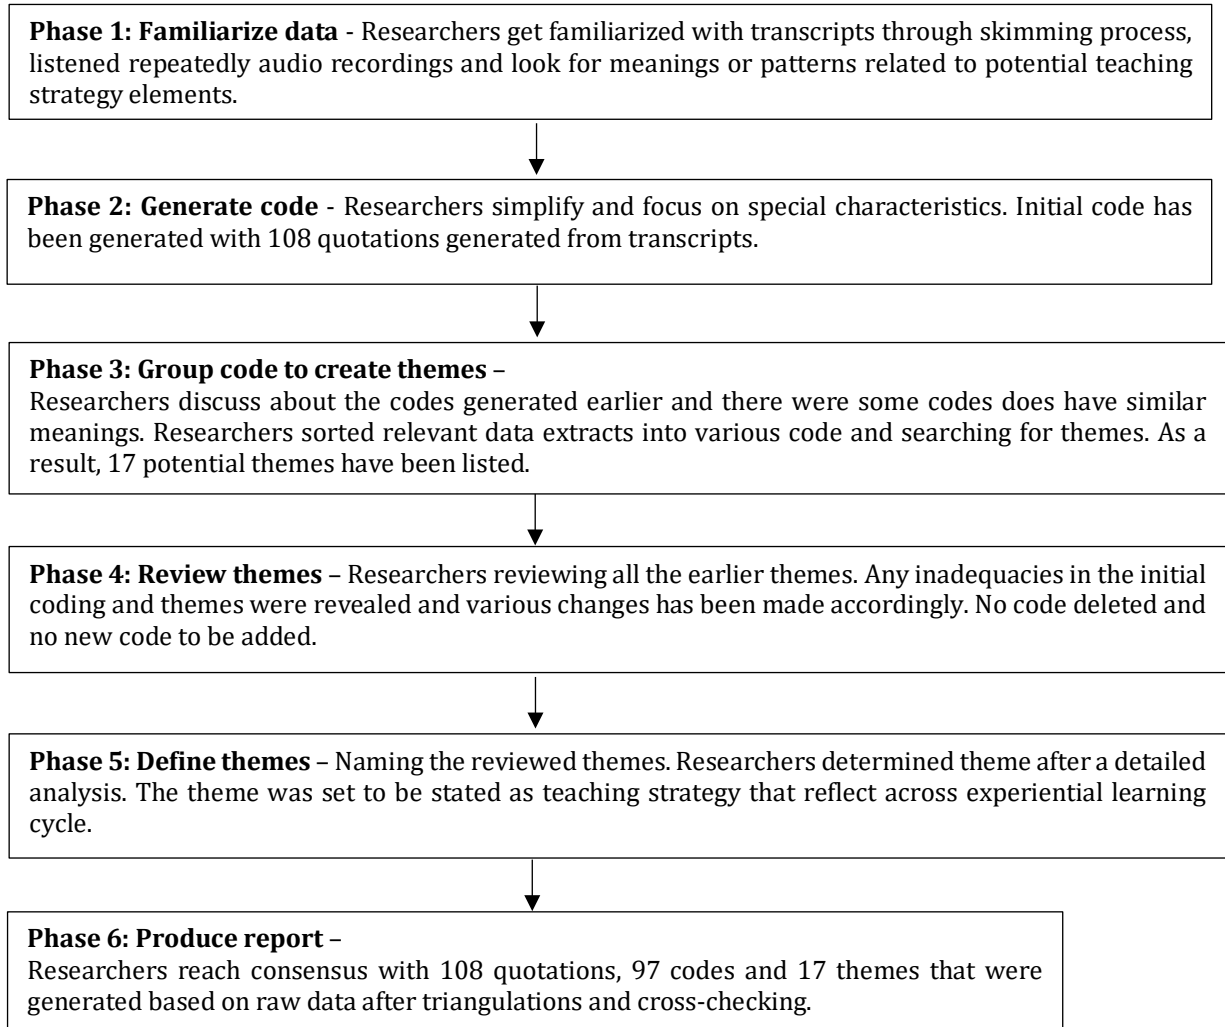 Phase 1: Familiarize data - Researchers get familiarized with transcripts through skimming process,
listened repeatedly audio recordings and look for meanings or patterns related to potential teaching
strategy elements.
Phase 2: Generate code - Researchers simplify and focus on special characteristics. Initial code has
been generated with 108 quotations generated from transcripts.
Phase 3: Group code to create themes –
Researchers discuss about the codes generated earlier and there were some codes does have similar
meanings. Researchers sorted relevant data extracts into various code and searching for themes. As a
result, 17 potential themes have been listed.
Phase 4: Review themes – Researchers reviewing all the earlier themes. Any inadequacies in the initial
coding and themes were revealed and various changes has been made accordingly. No code deleted and
no new code to be added.
Phase 5: Define themes – Naming the reviewed themes. Researchers determined theme after a detailed
analysis. The theme was set to be stated as teaching strategy that reflect across experiential learning
cycle.
Phase 6: Produce report –
Researchers reach consensus with 108 quotations, 97 codes and 17 themes that were
generated based on raw data after triangulations and cross-checking.